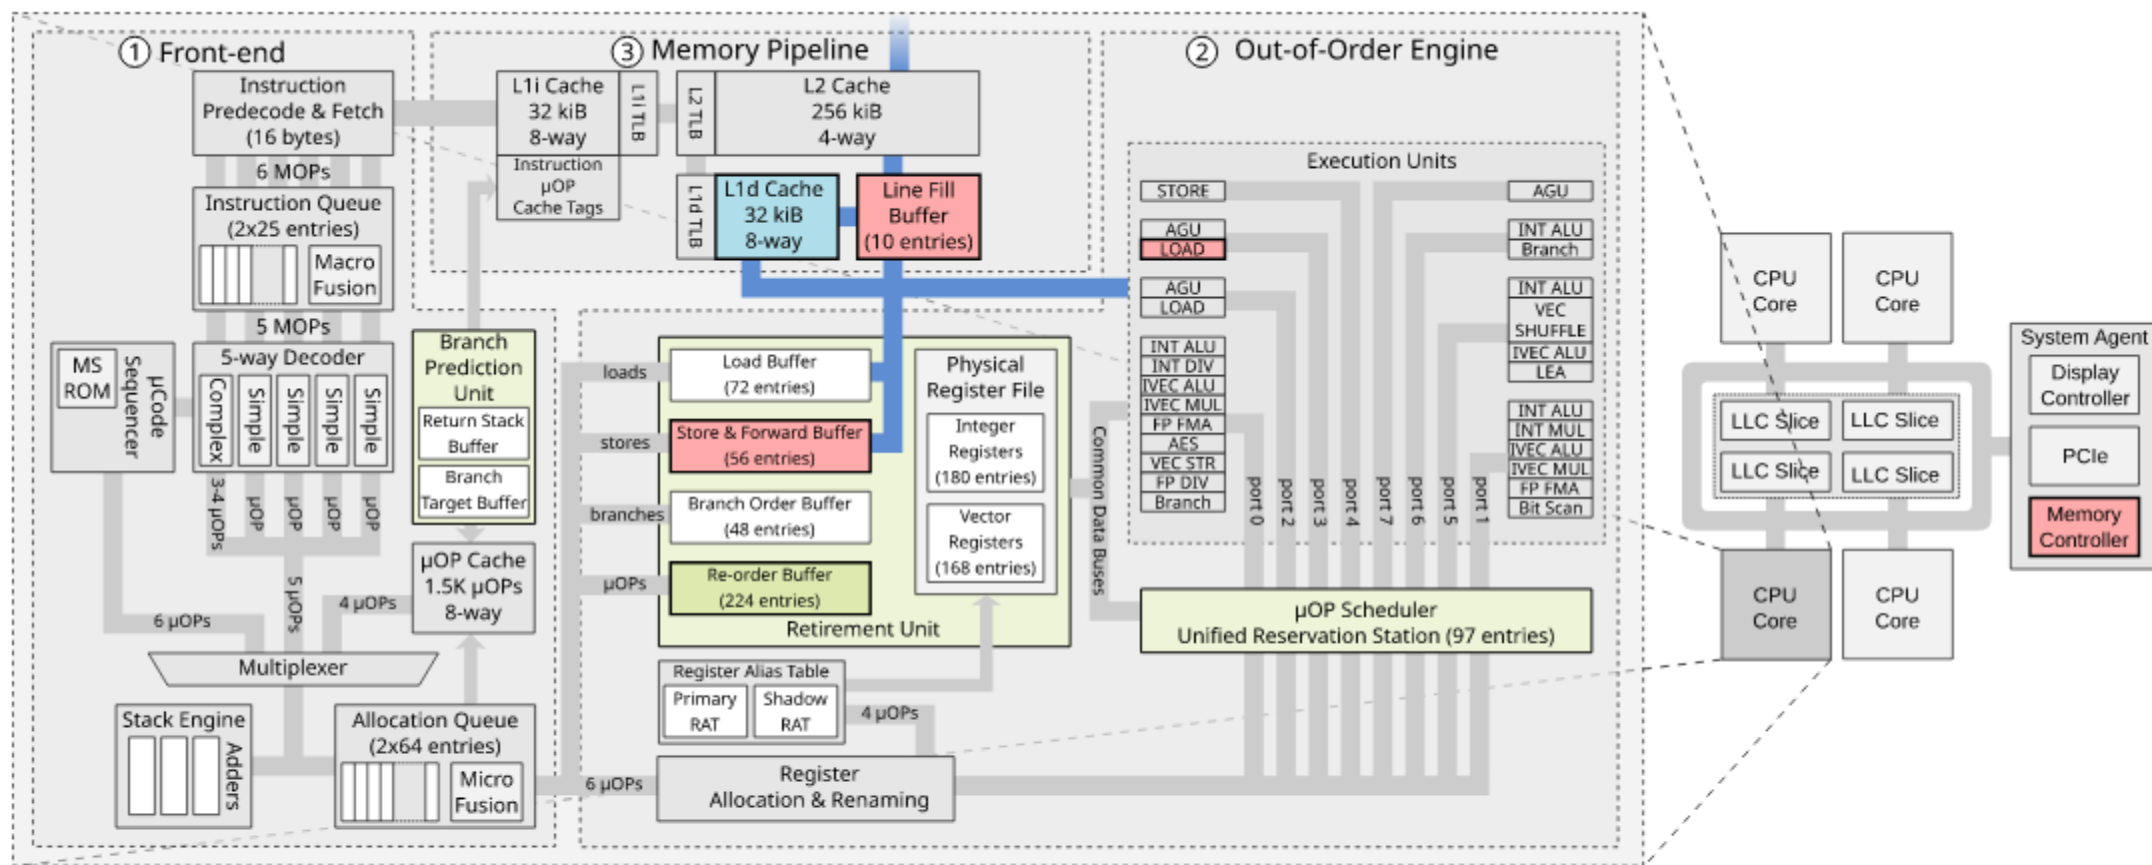 ① Front-end
Instruction
Predecode & Fetch
(16 bytes)
6 MOPs
Instruction Queue
(2x25 entries)
Macro
Fusion
5 MOPs
5-way Decoder
Complex
Simple
Simple
Simple
Simple
MS
ROM
µCode
Sequencer
3-4 µOPs
µOP
µOP
µOP
µOP
Branch
Prediction
Unit
Return Stack
Buffer
Branch
Target Buffer
µOP Cache
1.5K µOPs
8-way
6 µOPs
5 µOPs
4 µOPs
Multiplexer
Stack Engine
Adders
Allocation Queue
(2x64 entries)
Micro
Fusion
③ Memory Pipeline
L1i Cache
32 kiB
8-way
L1i TLB
Instruction
µOP
Cache Tags
L2 TLB
L2 Cache
256 kiB
4-way
L1d TLB
L1d Cache
32 kiB
8-way
Line Fill
Buffer
(10 entries)
② Out-of-Order Engine
loads
stores
branches
µOPs
Load Buffer
(72 entries)
Store & Forward Buffer
(56 entries)
Branch Order Buffer
(48 entries)
Re-order Buffer
(224 entries)
Retirement Unit
Physical
Register File
Integer
Registers
(180 entries)
Vector
Registers
(168 entries)
Register Alias Table
Primary
RAT
Shadow
RAT
4 µOPs
6 µOPs
Register
Allocation & Renaming
Common Data Buses
Execution Units
STORE
AGU
LOAD
AGU
LOAD
INT ALU
INT DIV
IVEC ALU
IVEC MUL
FP FMA
AES
VEC STR
FP DIV
Branch
port 0
port 2
port 3
port 4
port 7
port 6
port 5
port 1
AGU
INT ALU
Branch
INT ALU
VEC
SHUFFLE
IVEC ALU
LEA
INT ALU
INT MUL
IVEC ALU
IVEC MUL
FP FMA
Bit Scan
µOP Scheduler
Unified Reservation Station (97 entries)
CPU
Core
CPU
Core
LLC Slice
LLC Slice
LLC Slice
LLC Slice
CPU
Core
CPU
Core
System Agent
Display
Controller
PCIe
Memory
Controller